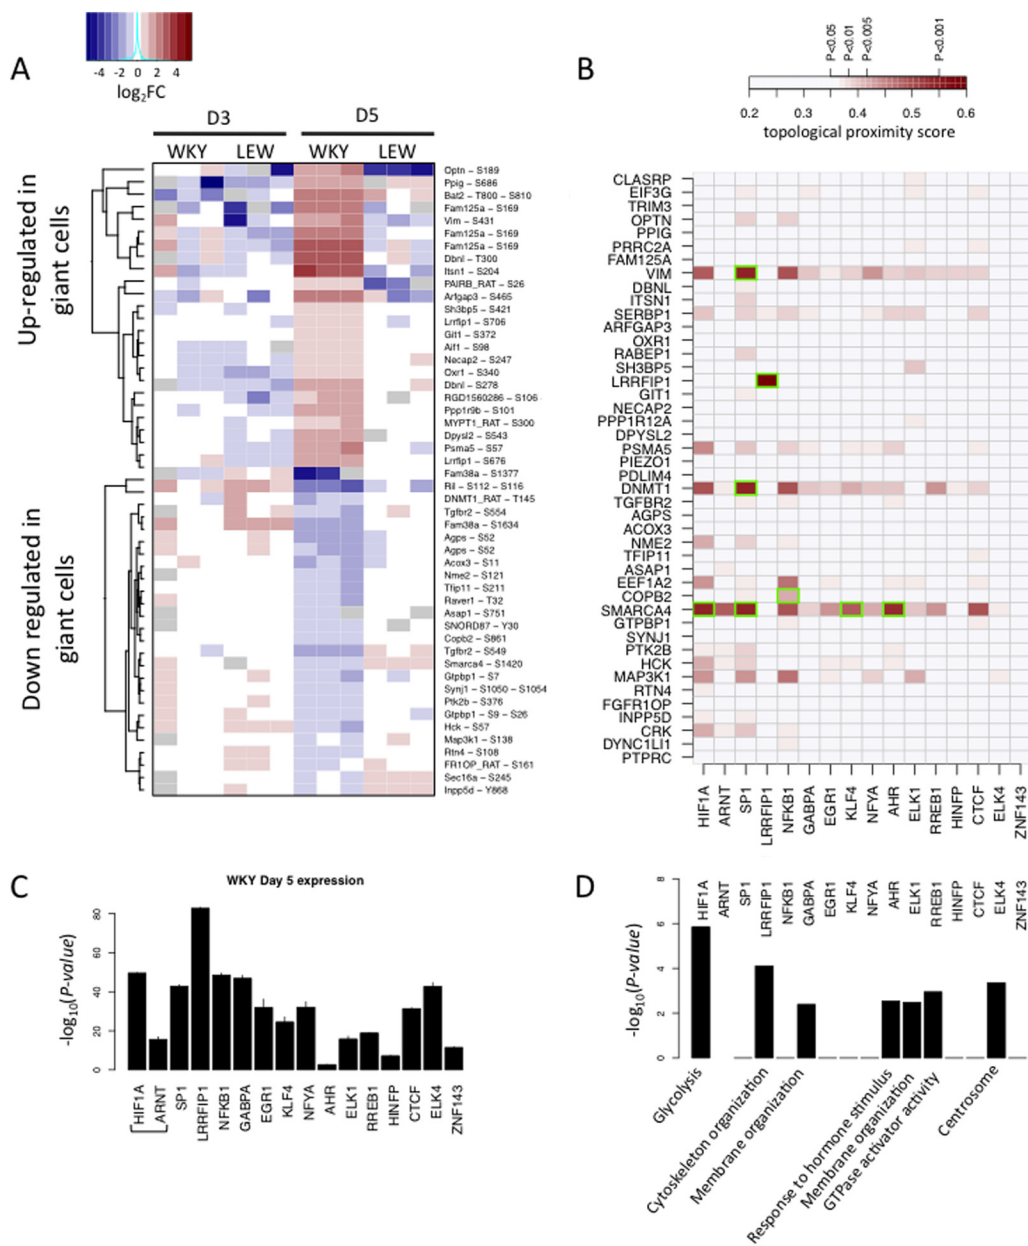 A
-4 -2 0 2 4
log2FC
D3 D5
WKY LEW WKY LEW
Up-regulated in
giant cells
Down regulated in
giant cells
Optn – S189
Ppig – S686
Bat2 – T800 – S810
Fam125a – S169
Vim – S431
Fam125a – S169
Fam125a – S169
Dbnl – T300
Itsn1 – S204
PAIRB_RAT – S26
Arfgap3 – S465
Sh3bp5 – S421
Lrrfip1 – S706
Git1 – S372
Aif1 – S98
Necap2 – S247
Oxr1 – S340
Dbnl – S278
RGD1560286 – S106
Ppp1r9b – S101
MYPT1_RAT – S300
Dpysl2 – S543
Psma5 – S57
Lrrfip1 – S676
Fam38a – S1377
Ril – S112 – S116
DNMT1_RAT – T145
Tgfbr2 – S554
Fam38a – S1634
Agps – S52
Agps – S52
Acox3 – S11
Nme2 – S121
Tfip11 – S211
Raver1 – T32
Asap1 – S751
SNORD87 – Y30
Copb2 – S861
Tgfbr2 – S549
Smarca4 – S1420
Gtpbp1 – S7
Synj1 – S1050 – S1054
Ptk2b – S376
Gtpbp1 – S9 – S26
Hck – S57
Map3k1 – S138
Rtn4 – S108
FR1OP_RAT – S161
Sec16a – S245
Inpp5d – Y868
B
P<0.05
P<0.01
P<0.005
P<0.001
0.2 0.3 0.4 0.5 0.6
topological proximity score
CLASRP
EIF3G
TRIM3
OPTN
PPIG
PRRC2A
FAM125A
VIM
DBNL
ITSN1
SERBP1
ARFGAP3
OXR1
RABEP1
SH3BP5
LRRFIP1
GIT1
NECAP2
PPP1R12A
DPYSL2
PSMA5
PIEZO1
PDLIM4
DNMT1
TGFBR2
AGPS
ACOX3
NME2
TFIP11
ASAP1
EEF1A2
COPB2
SMARCA4
GTPBP1
SYNJ1
PTK2B
HCK
MAP3K1
RTN4
FGFR1OP
INPP5D
CRK
DYNC1LI1
PTPRC
HIF1A
ARNT
SP1
LRRFIP1
NFKB1
GABPA
EGR1
KLF4
NFYA
AHR
ELK1
RREB1
HINFP
CTCF
ELK4
ZNF143
C
WKY Day 5 expression
-log10(P-value)
80
60
40
20
0
HIF1A
ARNT
SP1
LRRFIP1
NFKB1
GABPA
EGR1
KLF4
NFYA
AHR
ELK1
RREB1
HINFP
CTCF
ELK4
ZNF143
D
-log10(P-value)
8
6
4
2
0
HIF1A
ARNT
SP1
LRRFIP1
NFKB1
GABPA
EGR1
KLF4
NFYA
AHR
ELK1
RREB1
HINFP
CTCF
ELK4
ZNF143
Glycolysis
Cytoskeleton organization
Membrane organization
Response to hormone stimulus
Membrane organization
GTPase activator activity
Centrosome